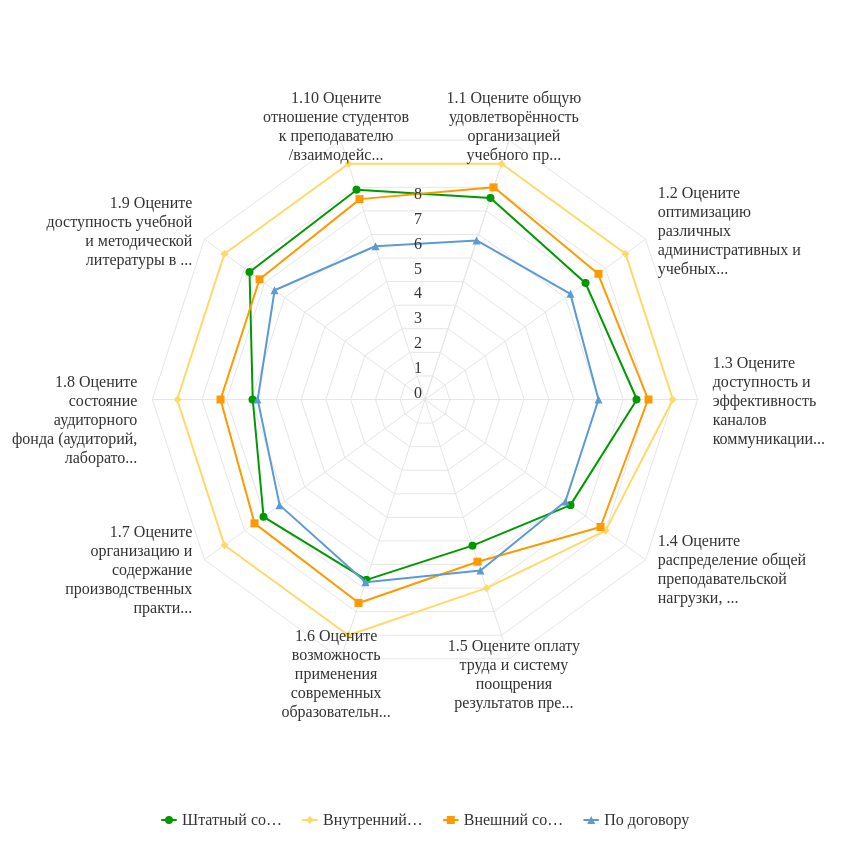 1.10 Оцените
отношение студентов
к преподавателю
/взаимодейс...
1.1 Оцените общую
удовлетворённость
организацией
учебного пр...
1.9 Оцените
доступность учебной
и методической
литературы в ...
1.2 Оцените
оптимизацию
различных
административных и
учебных...
8
7
6
5
4
3
2
1
0
1.8 Оцените
состояние
аудиторного
фонда (аудиторий,
лаборато...
1.3 Оцените
доступность и
эффективность
каналов
коммуникации...
1.7 Оцените
организацию и
содержание
производственных
практи...
1.4 Оцените
распределение общей
преподавательской
нагрузки, ...
1.6 Оцените
возможность
применения
современных
образовательн...
1.5 Оцените оплату
труда и систему
поощрения
результатов пре...
Штатный со… Внутренний… Внешний со… По договору